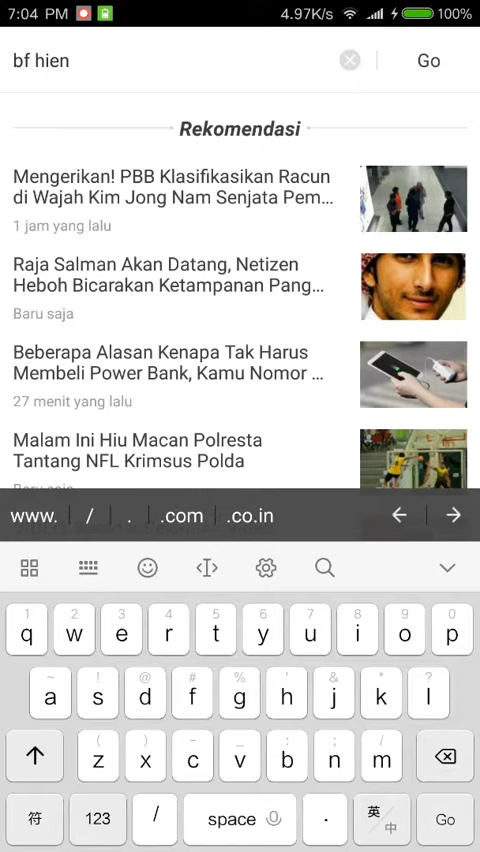 7:04 PM 4.97K/s 100%
bf hien Go
Rekomendasi
Mengerikan! PBB Klasifikasikan Racun
di Wajah Kim Jong Nam Senjata Pem...
1 jam yang lalu
Raja Salman Akan Datang, Netizen
Heboh Bicarakan Ketampanan Pang...
Baru saja
Beberapa Alasan Kenapa Tak Harus
Membeli Power Bank, Kamu Nomor ...
27 menit yang lalu
Malam Ini Hiu Macan Polresta
Tantang NFL Krimsus Polda
Baru saja
www. / . .com .co.in
1 2 3 4 5 6 7 8 9 0
q w e r t y u i o p
~ ! @ # % ' & * ?
a s d f g h j k l
( ) - _ : ; /
z x c v b n m
符 123 / space . 英/中 Go